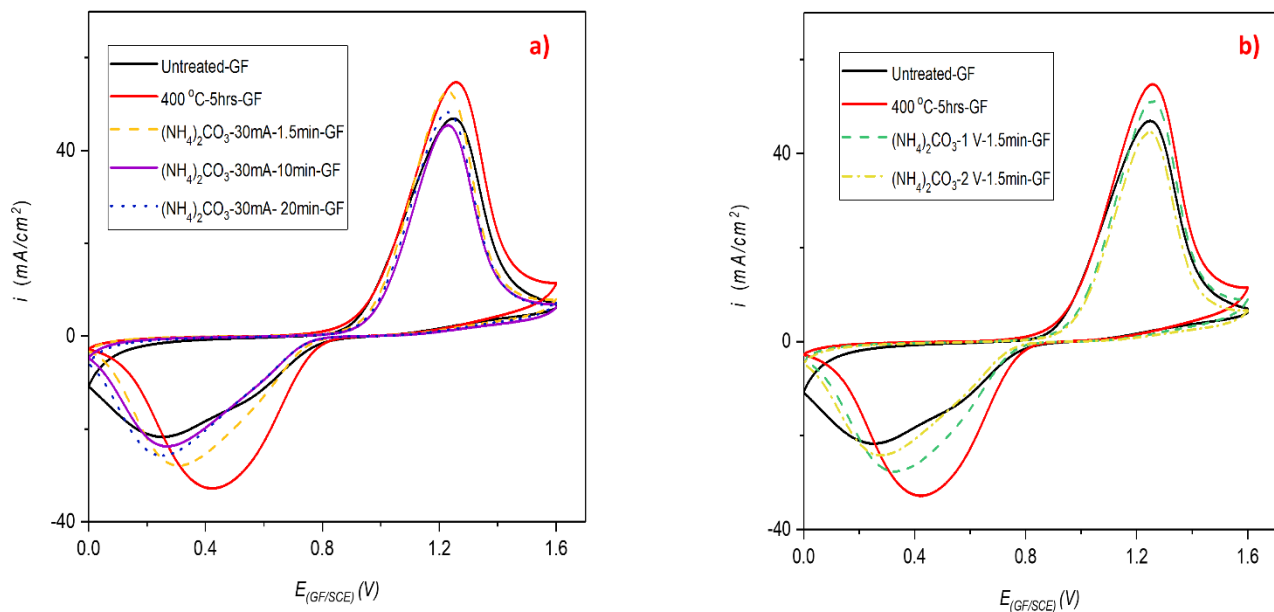 a)
Untreated-GF
400 °C-5hrs-GF
(NH₄)₂CO₃-30mA-1.5min-GF
(NH₄)₂CO₃-30mA-10min-GF
(NH₄)₂CO₃-30mA- 20min-GF
40
0
-40
i (mA/cm²)
0.0 0.4 0.8 1.2 1.6
E(GF/SCE) (V)
b)
Untreated-GF
400 °C-5hrs-GF
(NH₄)₂CO₃-1 V-1.5min-GF
(NH₄)₂CO₃-2 V-1.5min-GF
40
0
-40
i (mA/cm²)
0.0 0.4 0.8 1.2 1.6
E(GF/SCE) (V)